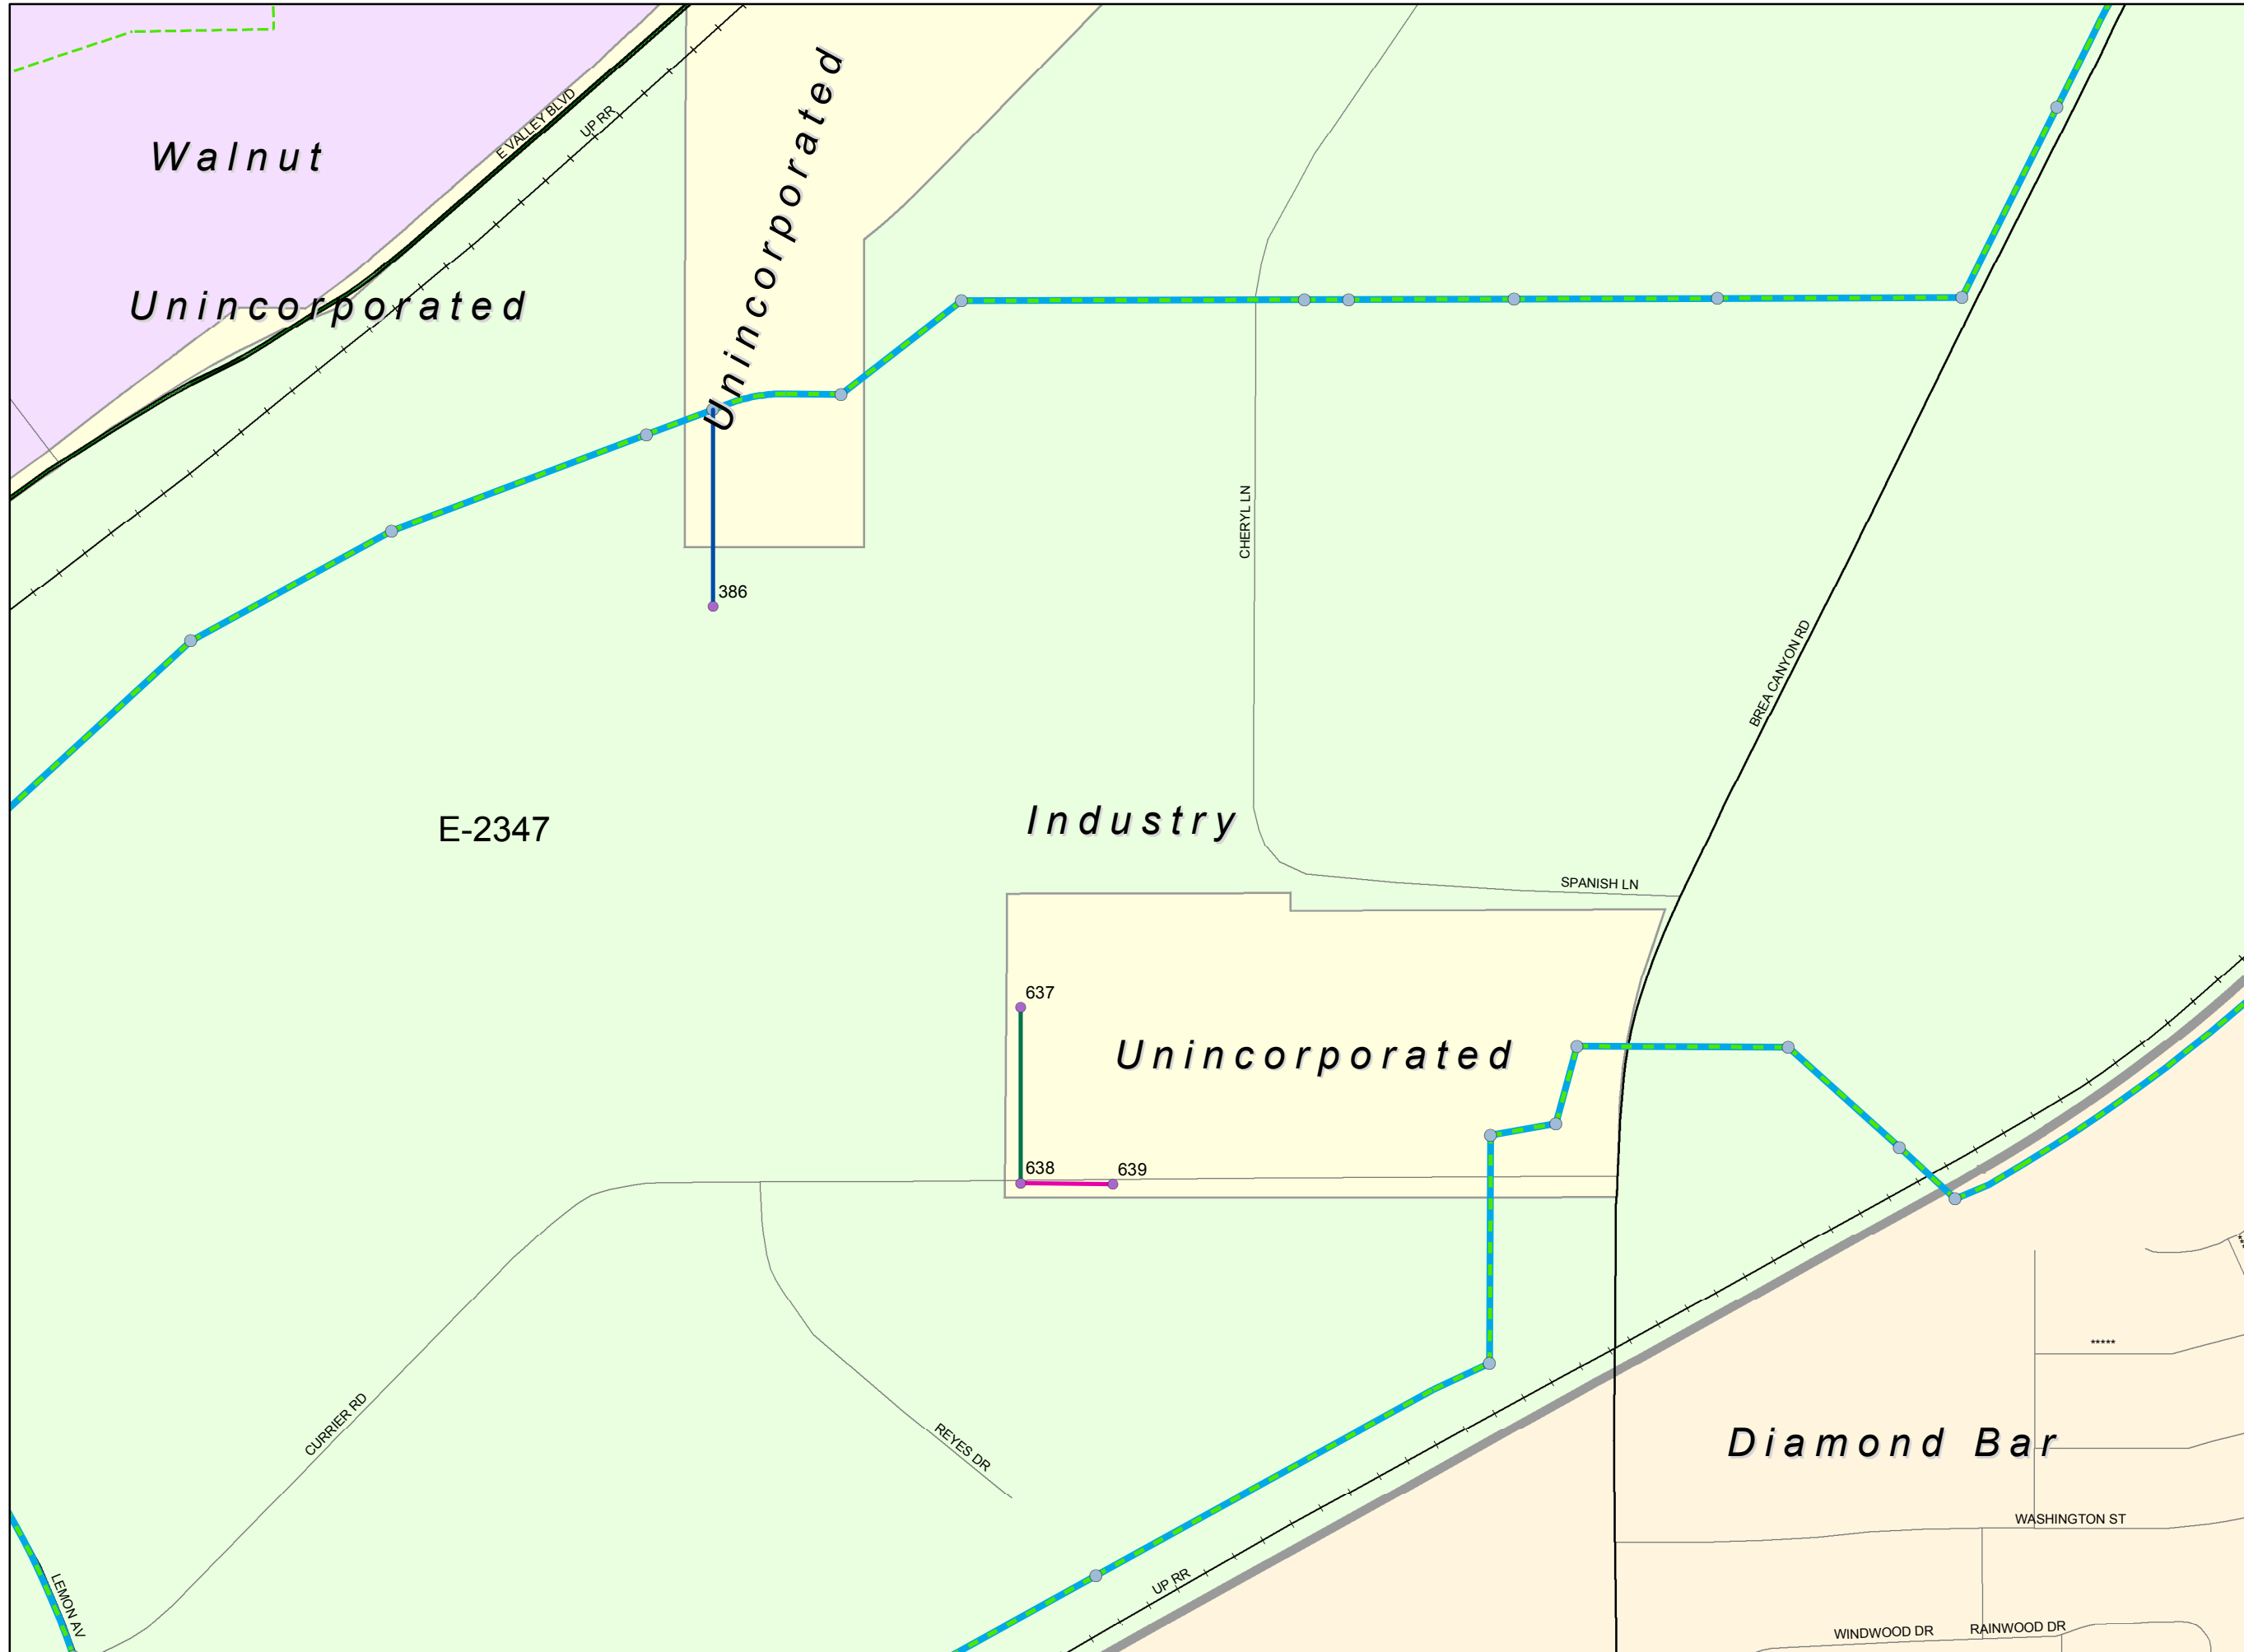 E VALLEY BLVD
UP RR
Walnut
Unincorporated
Unincorporated
CHERYL LN
386
BREA CANYON RD
E-2347
Industry
SPANISH LN
637
Unincorporated
638
639
*****
CURRIER RD
REYES DR
Diamond Bar
WASHINGTON ST
UP RR
LEMON AV
WINDWOOD DR
RAINWOOD DR